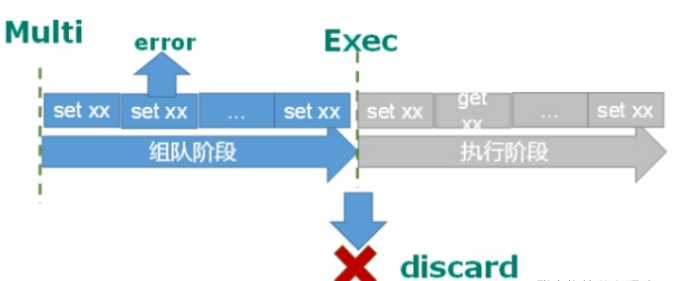 Multi
error
Exec
set xx
set xx
...
set xx
set xx
get xx
...
set xx
组队阶段
执行阶段
discard